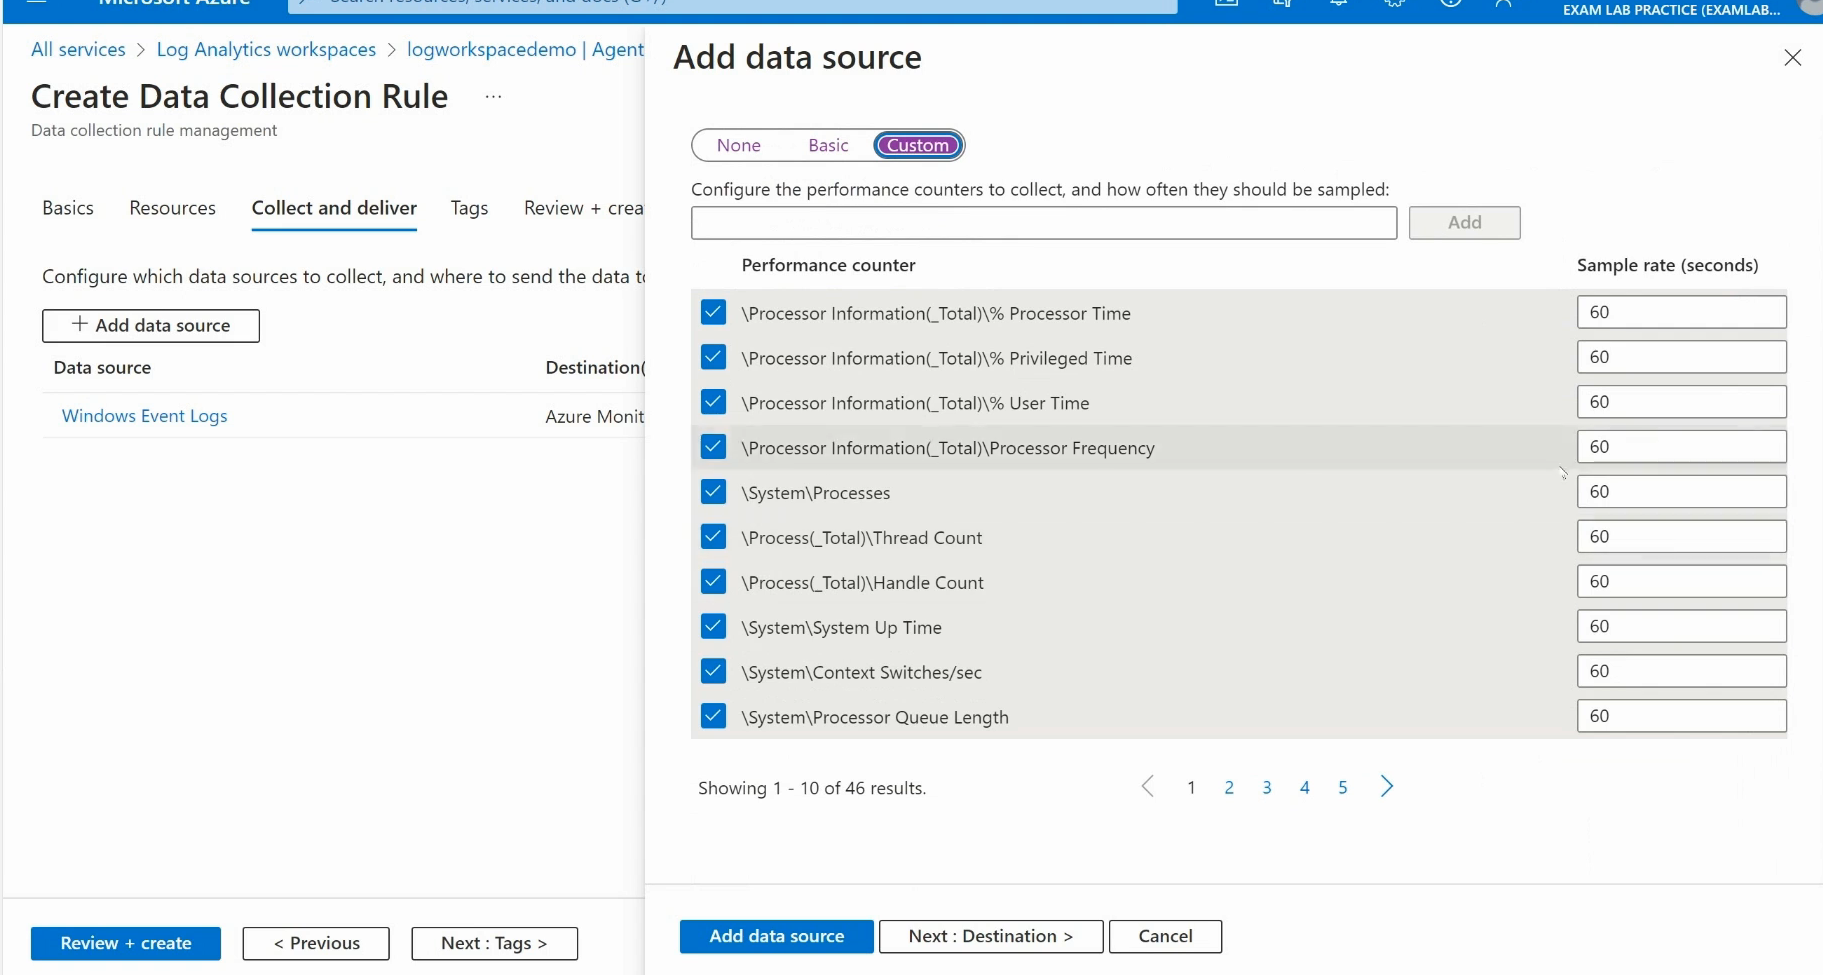 Microsoft Azure
Search resources, services, and docs (G+/)
EXAM LAB PRACTICE (EXAMLAB...
All services > Log Analytics workspaces > logworkspacedemo | Agent
Create Data Collection Rule ...
Data collection rule management
Basics Resources Collect and deliver Tags Review + crea
Configure which data sources to collect, and where to send the data to
+ Add data source
Data source Destination(
Windows Event Logs Azure Monit
Review + create < Previous Next : Tags >
Add data source
None Basic Custom
Configure the performance counters to collect, and how often they should be sampled:
Add
Performance counter Sample rate (seconds)
\Processor Information(_Total)\% Processor Time 60
\Processor Information(_Total)\% Privileged Time 60
\Processor Information(_Total)\% User Time 60
\Processor Information(_Total)\Processor Frequency 60
\System\Processes 60
\Process(_Total)\Thread Count 60
\Process(_Total)\Handle Count 60
\System\System Up Time 60
\System\Context Switches/sec 60
\System\Processor Queue Length 60
Showing 1 - 10 of 46 results. < 1 2 3 4 5 >
Add data source Next : Destination > Cancel